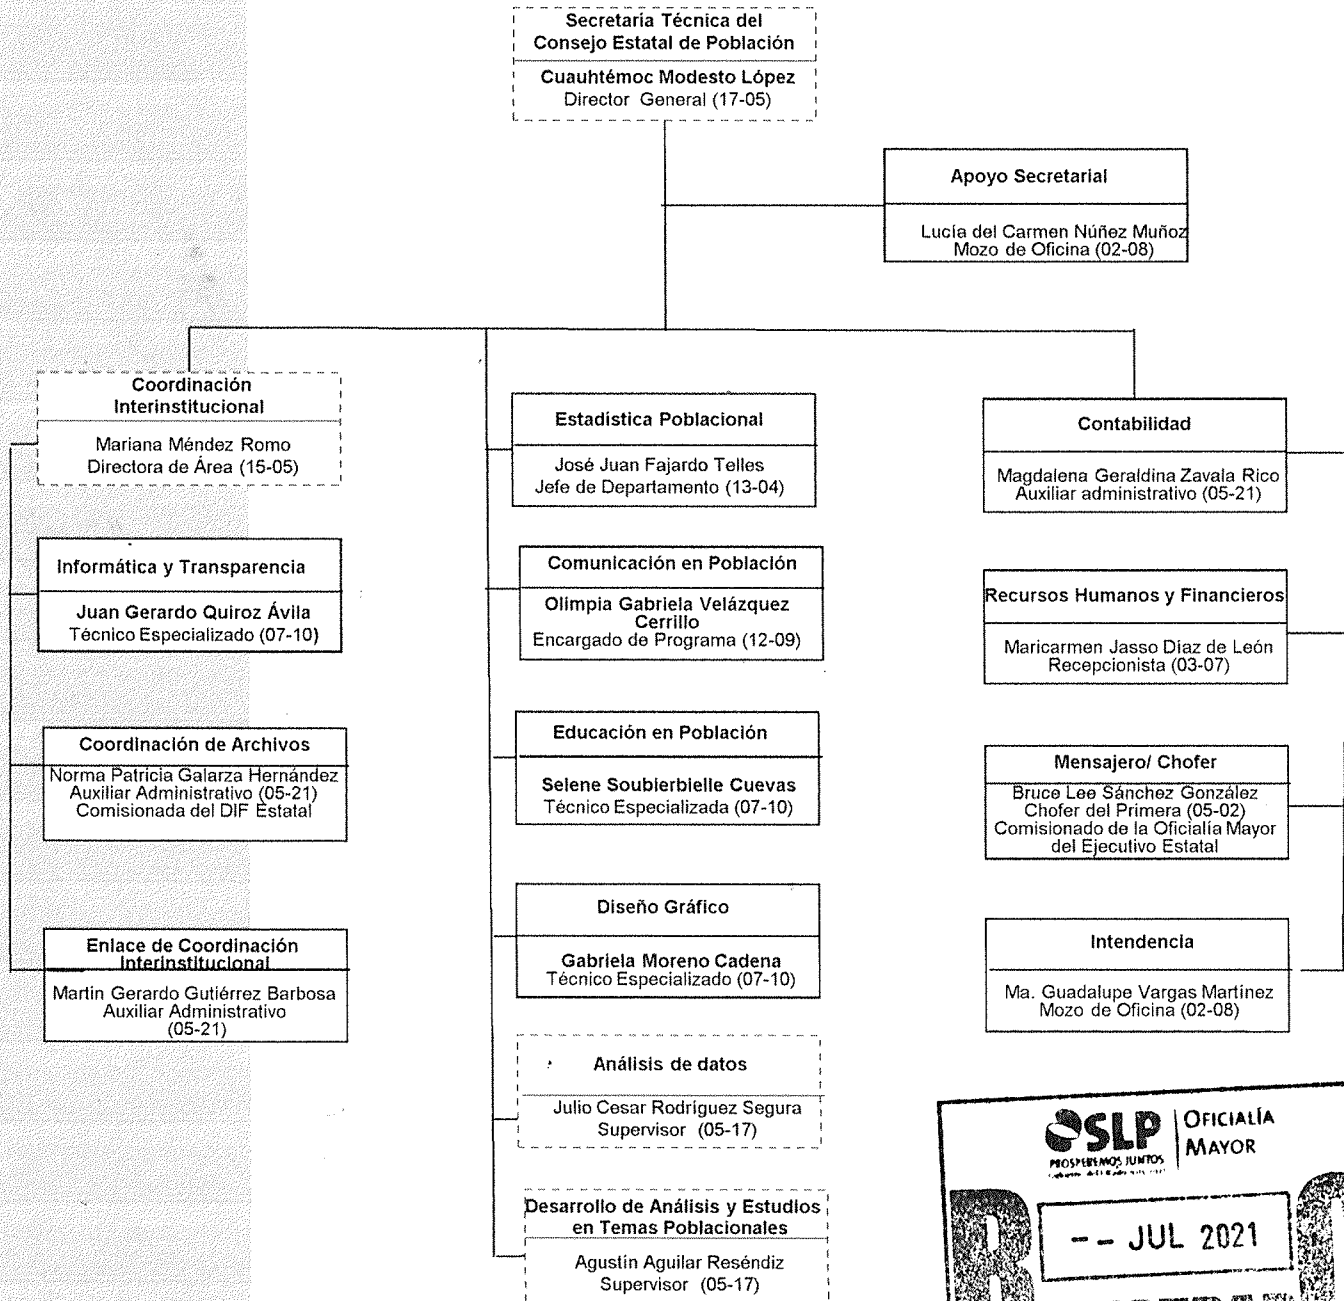 Secretaría Técnica del
Consejo Estatal de Población
Cuauhtémoc Modesto López
Director General (17-05)
Apoyo Secretarial
Lucía del Carmen Núñez Muñoz
Mozo de Oficina (02-08)
Coordinación
Interinstitucional
Mariana Méndez Romo
Directora de Área (15-05)
Informática y Transparencia
Juan Gerardo Quiroz Ávila
Técnico Especializado (07-10)
Coordinación de Archivos
Norma Patricia Galarza Hernández
Auxiliar Administrativo (05-21)
Comisionada del DIF Estatal
Enlace de Coordinación
Interinstitucional
Martin Gerardo Gutiérrez Barbosa
Auxiliar Administrativo
(05-21)
Estadística Poblacional
José Juan Fajardo Telles
Jefe de Departamento (13-04)
Comunicación en Población
Olimpia Gabriela Velázquez
Cerrillo
Encargado de Programa (12-09)
Educación en Población
Selene Soubierbielle Cuevas
Técnico Especializada (07-10)
Diseño Gráfico
Gabriela Moreno Cadena
Técnico Especializado (07-10)
Análisis de datos
Julio Cesar Rodríguez Segura
Supervisor (05-17)
Desarrollo de Análisis y Estudios
en Temas Poblacionales
Agustín Aguilar Reséndiz
Supervisor (05-17)
Contabilidad
Magdalena Geraldina Zavala Rico
Auxiliar administrativo (05-21)
Recursos Humanos y Financieros
Maricarmen Jasso Díaz de León
Recepcionista (03-07)
Mensajero/ Chofer
Bruce Lee Sánchez González
Chofer del Primera (05-02)
Comisionado de la Oficialía Mayor
del Ejecutivo Estatal
Intendencia
Ma. Guadalupe Vargas Martínez
Mozo de Oficina (02-08)
SLP
PROSPEREMOS JUNTOS
OFICIALÍA
MAYOR
-- JUL 2021